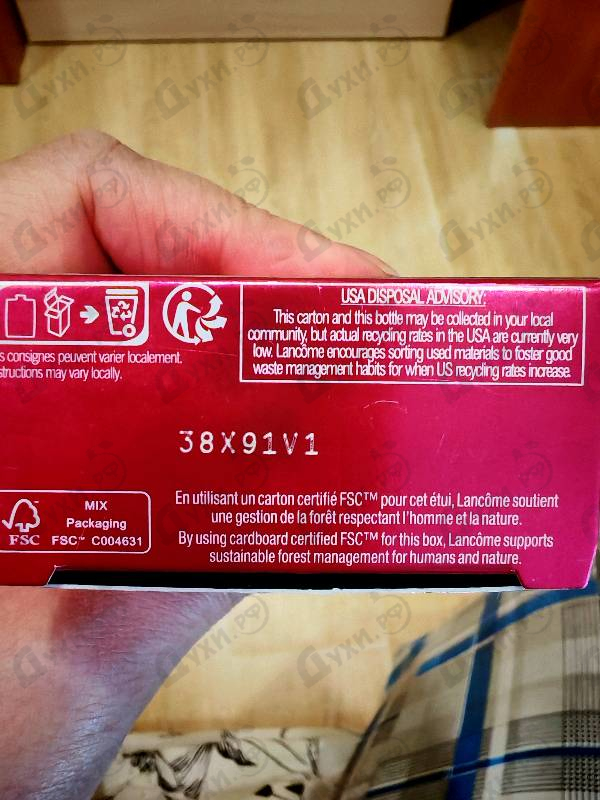 USA DISPOSAL ADVISORY:
This carton and this bottle may be collected in your local
community, but actual recycling rates in the USA are currently very
low. Lancôme encourages sorting used materials to foster good
waste management habits for when US recycling rates increase.
s consignes peuvent varier localement.
structions may vary locally.
38X91V1
MIX
Packaging
FSC™ C004631
FSC
En utilisant un carton certifié FSC™ pour cet étui, Lancôme soutient
une gestion de la forêt respectant l'homme et la nature.
By using cardboard certified FSC™ for this box, Lancôme supports
sustainable forest management for humans and nature.
Духи.РФ